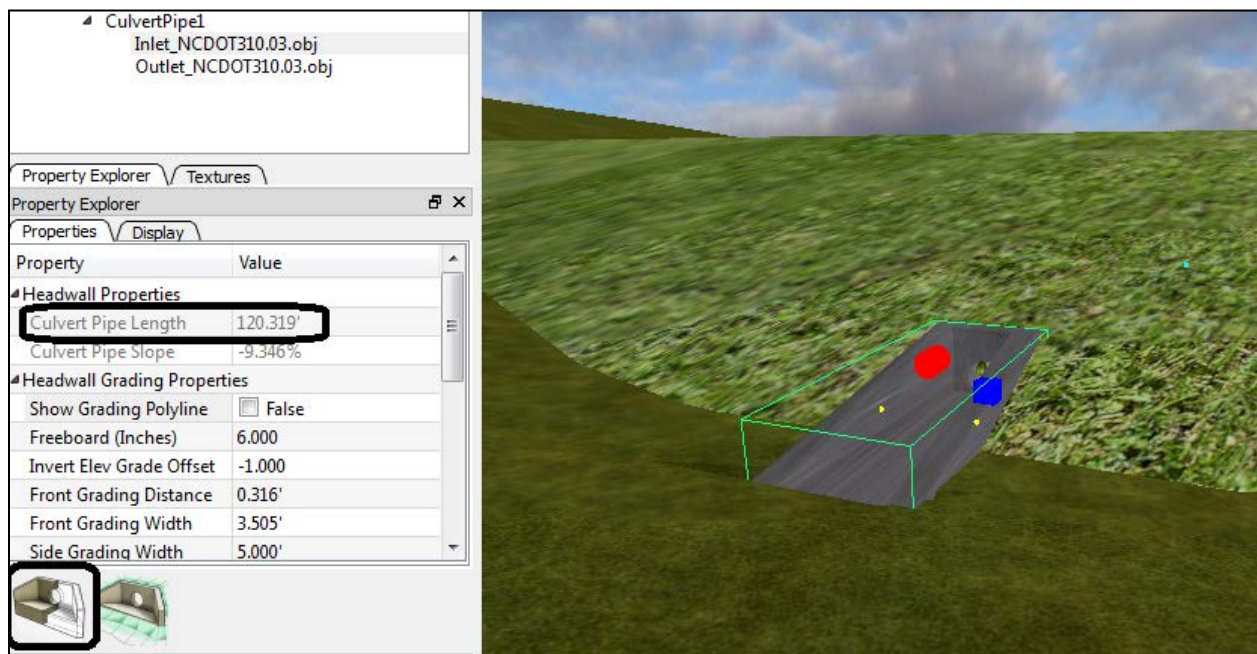 CulvertPipe1
Inlet_NCDOT310.03.obj
Outlet_NCDOT310.03.obj
Property Explorer Textures
Property Explorer
Properties Display
Property Value
Headwall Properties
Culvert Pipe Length 120.319'
Culvert Pipe Slope -9.346%
Headwall Grading Properties
Show Grading Polyline False
Freeboard (Inches) 6.000
Invert Elev Grade Offset -1.000
Front Grading Distance 0.316'
Front Grading Width 3.505'
Side Grading Width 5.000'